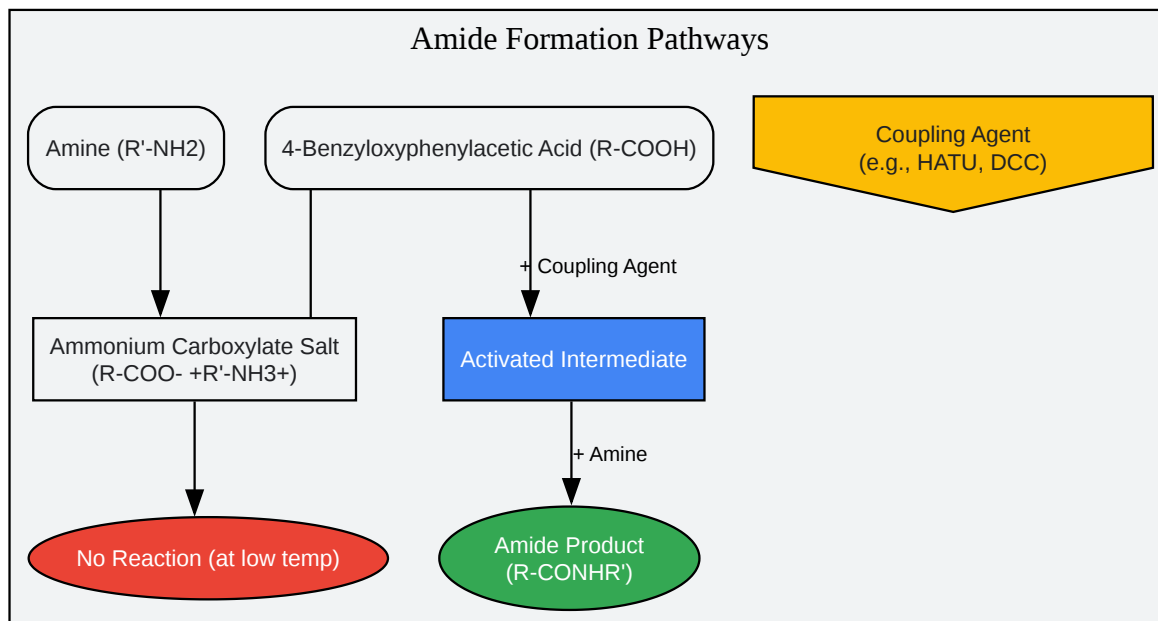 Amide Formation Pathways
Amine (R'-NH2)
4-Benzyloxyphenylacetic Acid (R-COOH)
Coupling Agent
(e.g., HATU, DCC)
+ Coupling Agent
Ammonium Carboxylate Salt
(R-COO- +R'-NH3+)
Activated Intermediate
+ Amine
No Reaction (at low temp)
Amide Product
(R-CONHR')